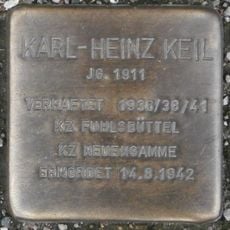 KARL-HEINZ KEIL
JG. 1911
VERHAFTET 1936/38/41
KZ FUHLSBÜTTEL
KZ NEUENGAMME
ERMORDET 14.8.1942